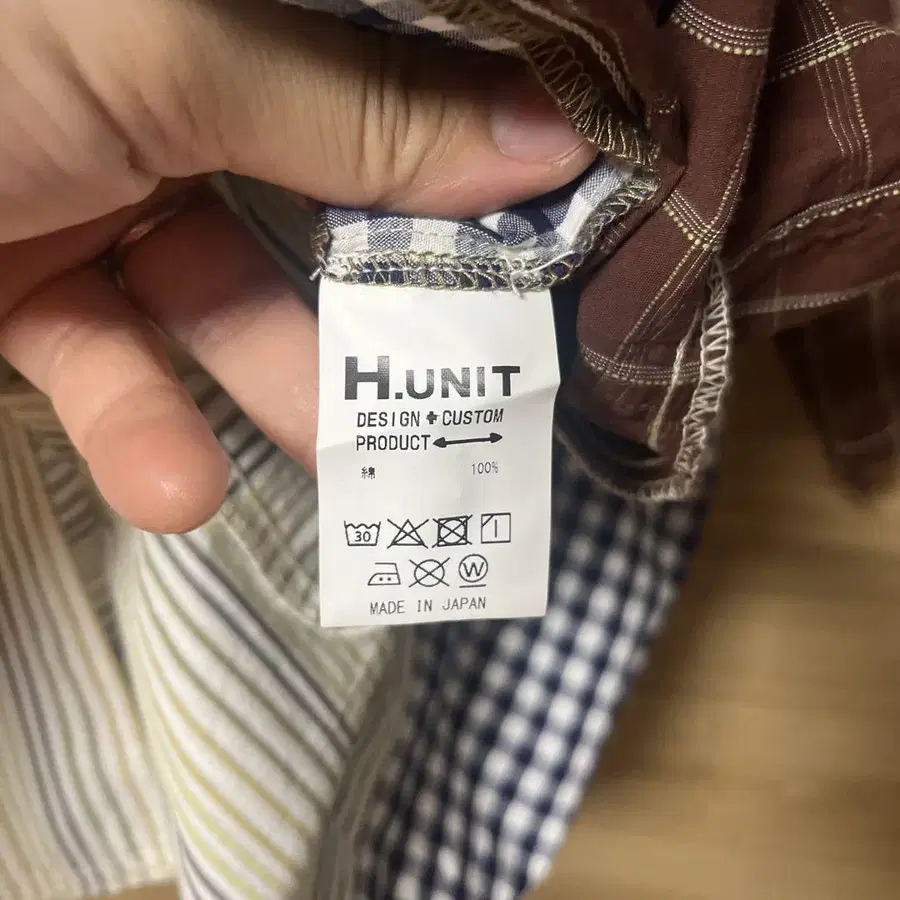 H.UNIT
DESIGN + CUSTOM
PRODUCT
綿 100%
30
W
MADE IN JAPAN